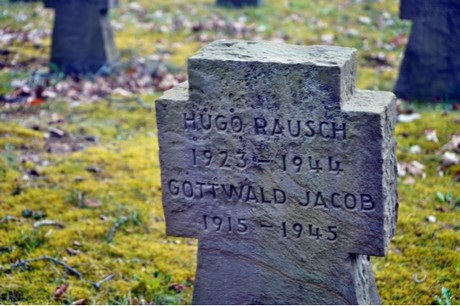 HUGO RAUSCH
1923 - 1944
GOTTWALD JACOB
1915 - 1945